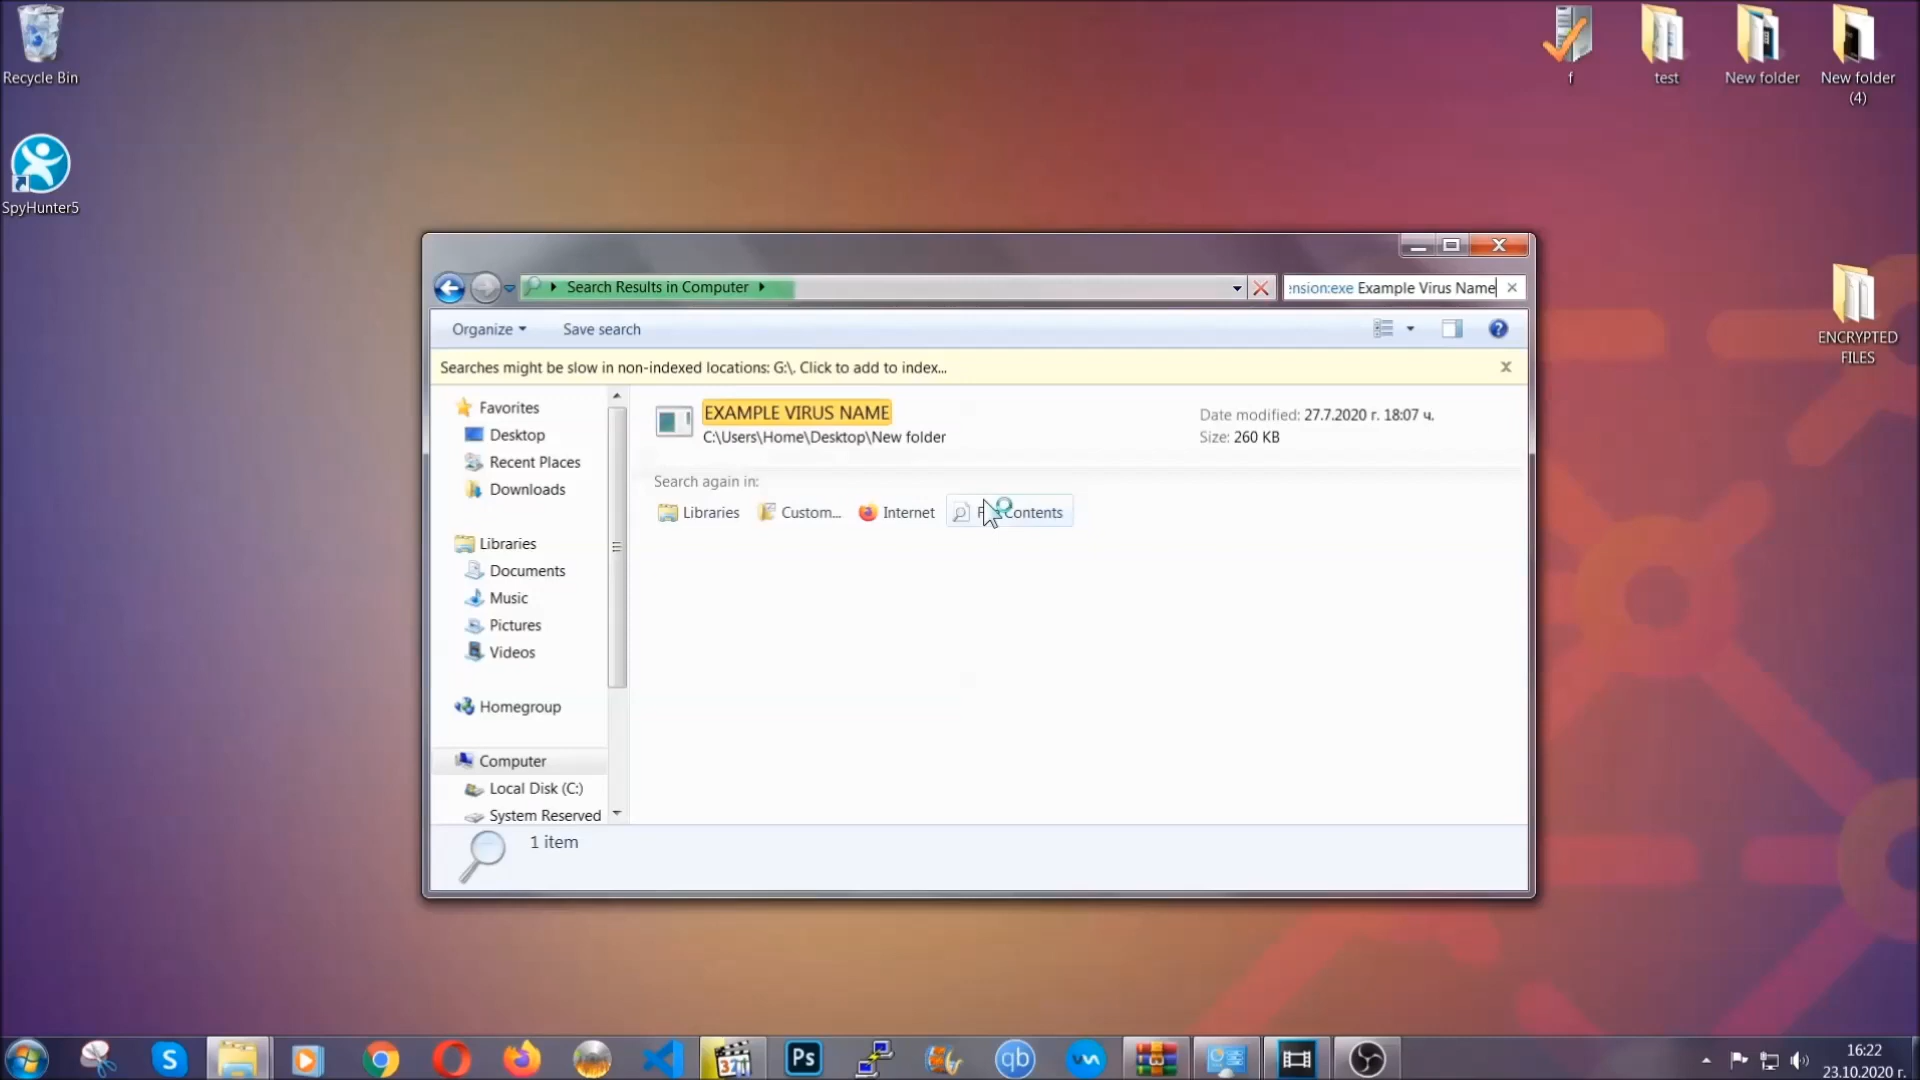 Recycle Bin
SpyHunter5
f
test
New folder
New folder
(4)
ENCRYPTED
FILES
Search Results in Computer
ension:exe Example Virus Name
Organize
Save search
Searches might be slow in non-indexed locations: G:\. Click to add to index...
Favorites
Desktop
Recent Places
Downloads
Libraries
Documents
Music
Pictures
Videos
Homegroup
Computer
Local Disk (C:)
System Reserved
EXAMPLE VIRUS NAME
C:\Users\Home\Desktop\New folder
Date modified: 27.7.2020 г. 18:07 ч.
Size: 260 KB
Search again in:
Libraries
Custom...
Internet
Contents
1 item
S
Ps
qb
16:22
23.10.2020 г.